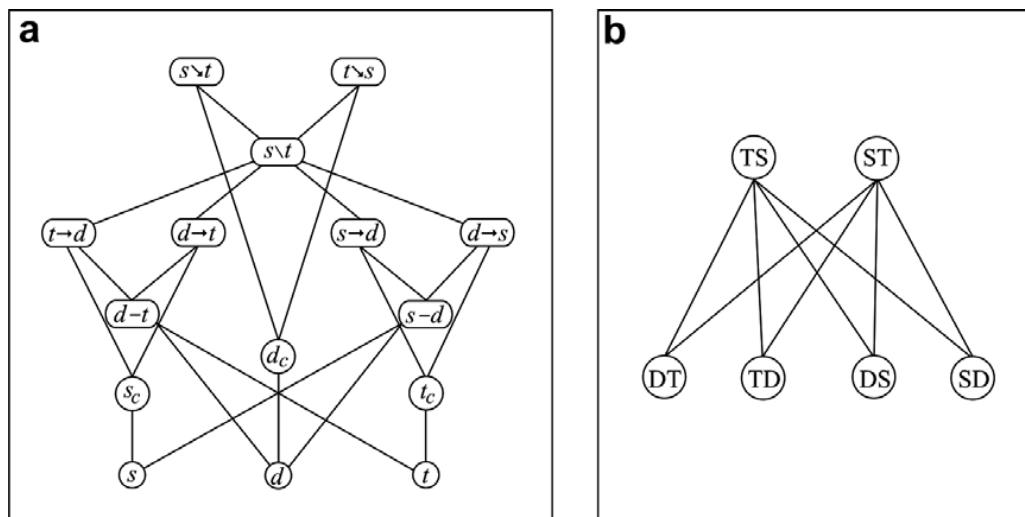 a
s↘t t↘s
s\t
t→d d→t s→d d→s
d−t s−d
d_c
s_c t_c
s d t
b
TS ST
DT TD DS SD